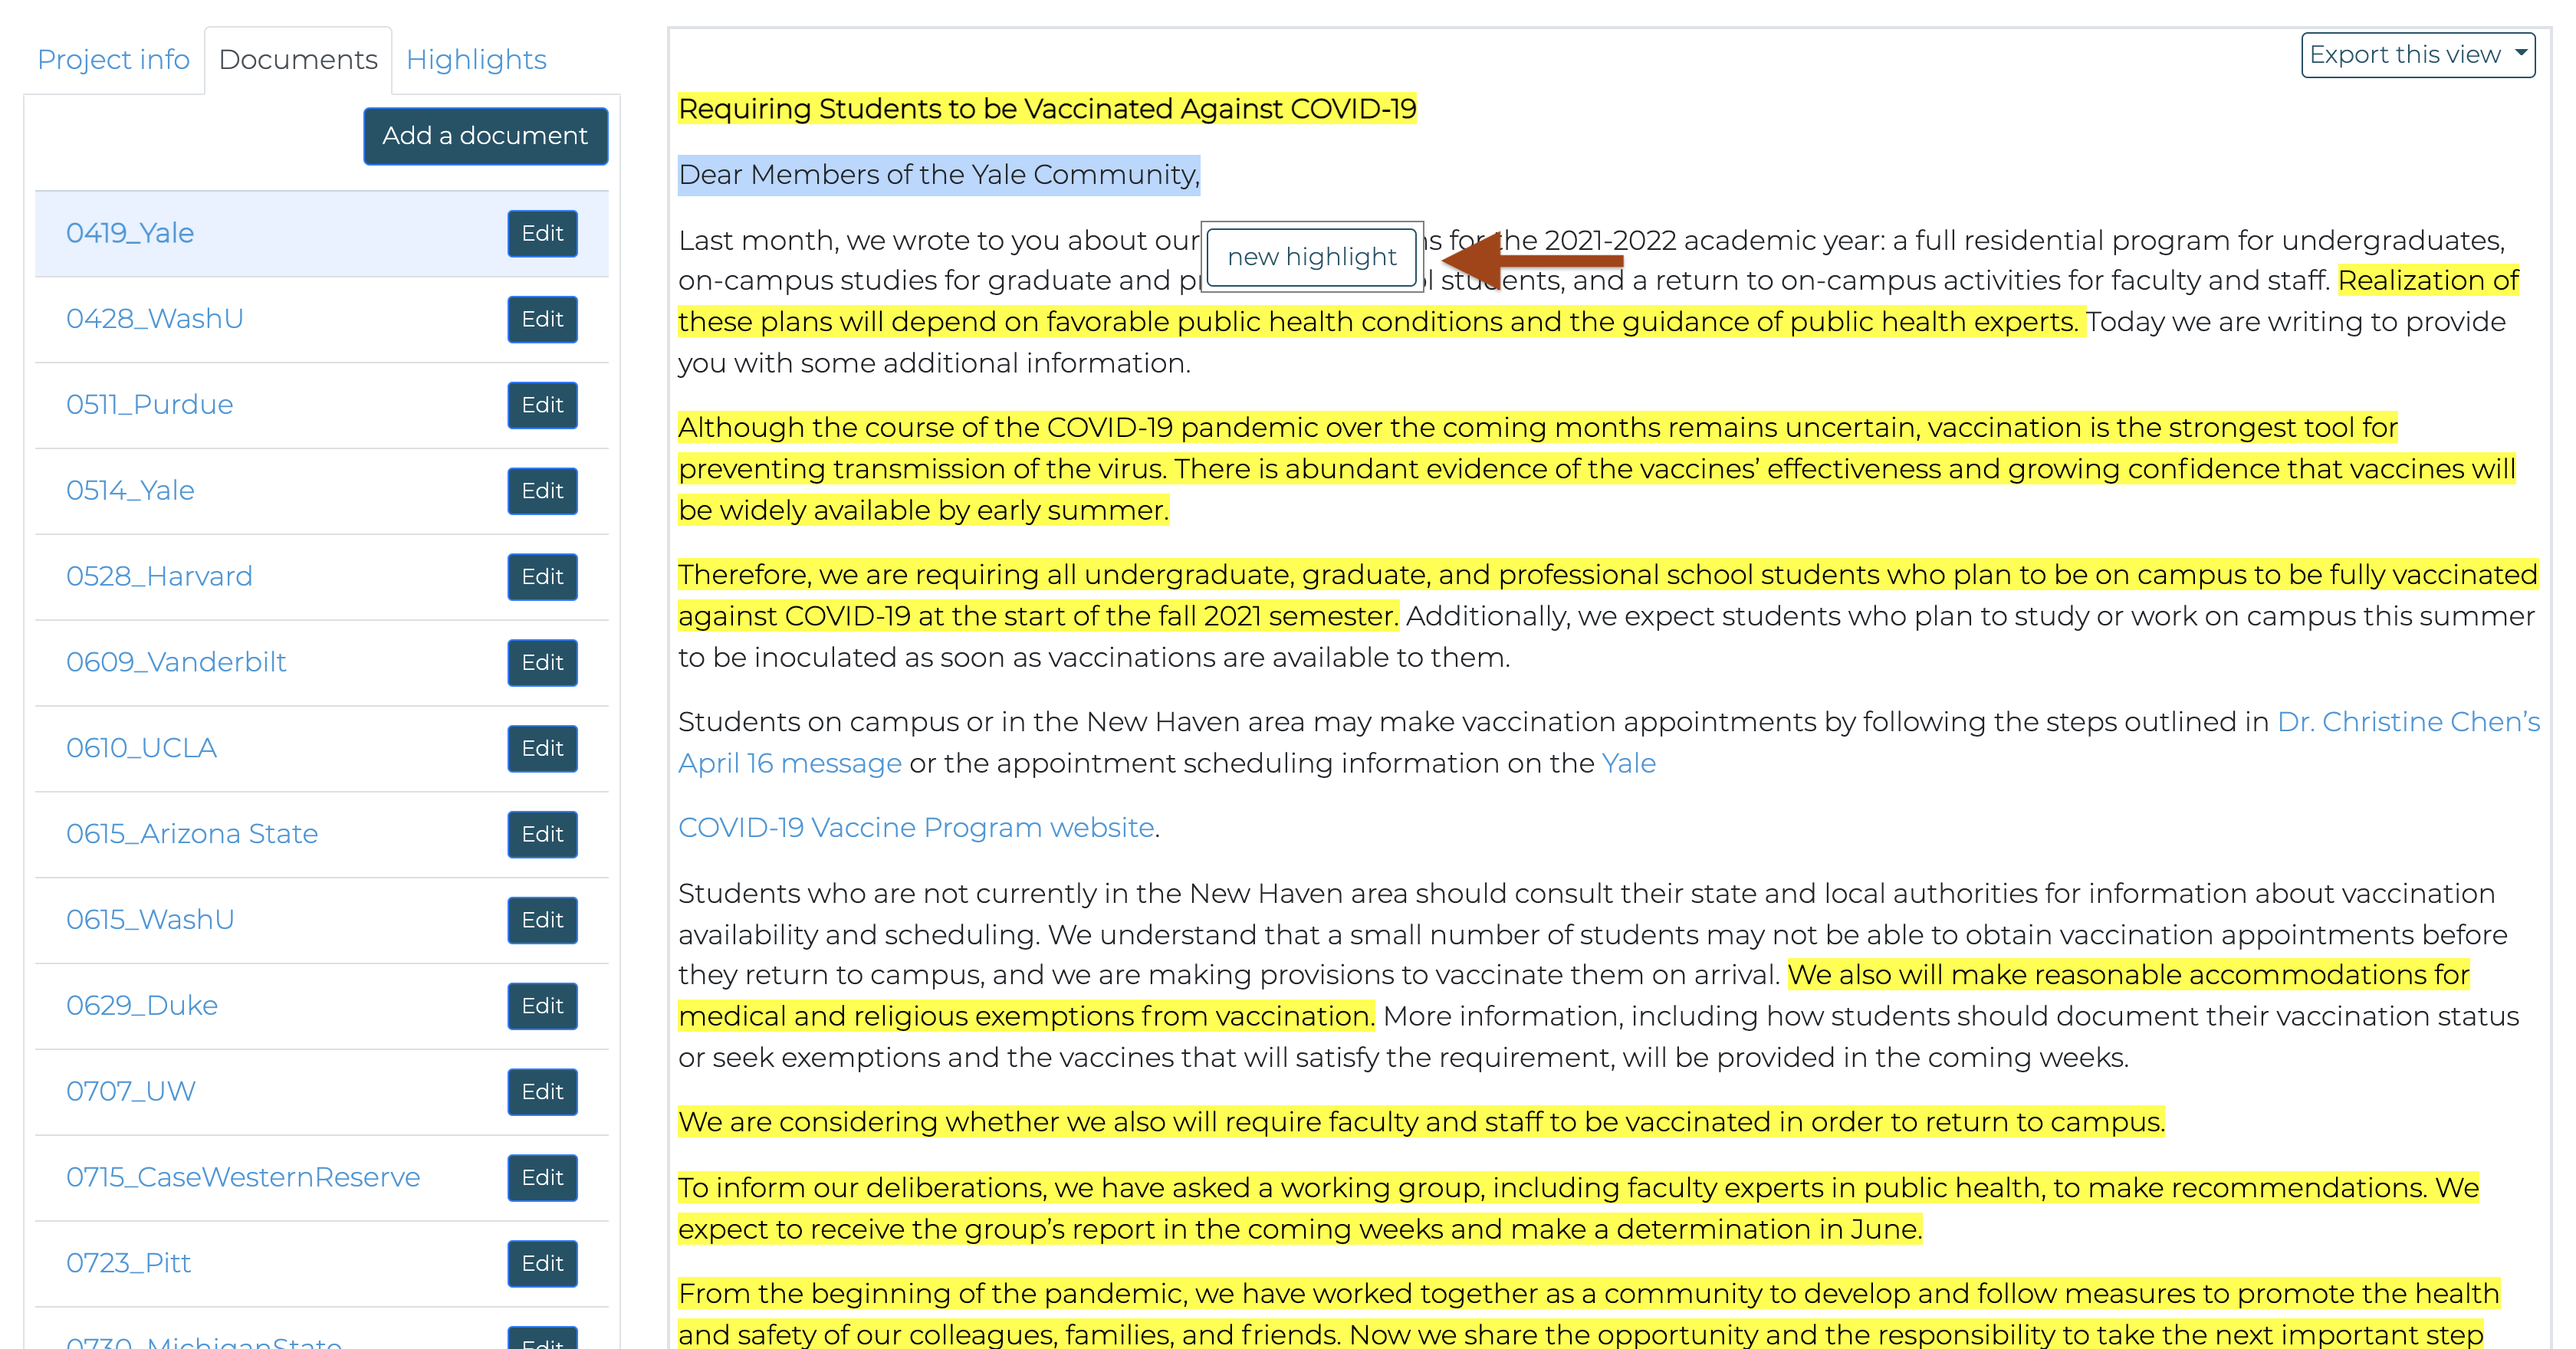 Project info
Documents
Highlights
Add a document
0419_Yale
Edit
0428_WashU
Edit
0511_Purdue
Edit
0514_Yale
Edit
0528_Harvard
Edit
0609_Vanderbilt
Edit
0610_UCLA
Edit
0615_Arizona State
Edit
0615_WashU
Edit
0629_Duke
Edit
0707_UW
Edit
0715_CaseWesternReserve
Edit
0723_Pitt
Edit
0730_MichiganState
Edit
Export this view
Requiring Students to be Vaccinated Against COVID-19
Dear Members of the Yale Community,
Last month, we wrote to you about our for the 2021-2022 academic year: a full residential program for undergraduates,
new highlight
on-campus studies for graduate and students, and a return to on-campus activities for faculty and staff. Realization of
these plans will depend on favorable public health conditions and the guidance of public health experts. Today we are writing to provide
you with some additional information.
Although the course of the COVID-19 pandemic over the coming months remains uncertain, vaccination is the strongest tool for
preventing transmission of the virus. There is abundant evidence of the vaccines’ effectiveness and growing confidence that vaccines will
be widely available by early summer.
Therefore, we are requiring all undergraduate, graduate, and professional school students who plan to be on campus to be fully vaccinated
against COVID-19 at the start of the fall 2021 semester. Additionally, we expect students who plan to study or work on campus this summer
to be inoculated as soon as vaccinations are available to them.
Students on campus or in the New Haven area may make vaccination appointments by following the steps outlined in Dr. Christine Chen’s
April 16 message or the appointment scheduling information on the Yale
COVID-19 Vaccine Program website.
Students who are not currently in the New Haven area should consult their state and local authorities for information about vaccination
availability and scheduling. We understand that a small number of students may not be able to obtain vaccination appointments before
they return to campus, and we are making provisions to vaccinate them on arrival. We also will make reasonable accommodations for
medical and religious exemptions from vaccination. More information, including how students should document their vaccination status
or seek exemptions and the vaccines that will satisfy the requirement, will be provided in the coming weeks.
We are considering whether we also will require faculty and staff to be vaccinated in order to return to campus.
To inform our deliberations, we have asked a working group, including faculty experts in public health, to make recommendations. We
expect to receive the group’s report in the coming weeks and make a determination in June.
From the beginning of the pandemic, we have worked together as a community to develop and follow measures to promote the health
and safety of our colleagues, families, and friends. Now we share the opportunity and the responsibility to take the next important step